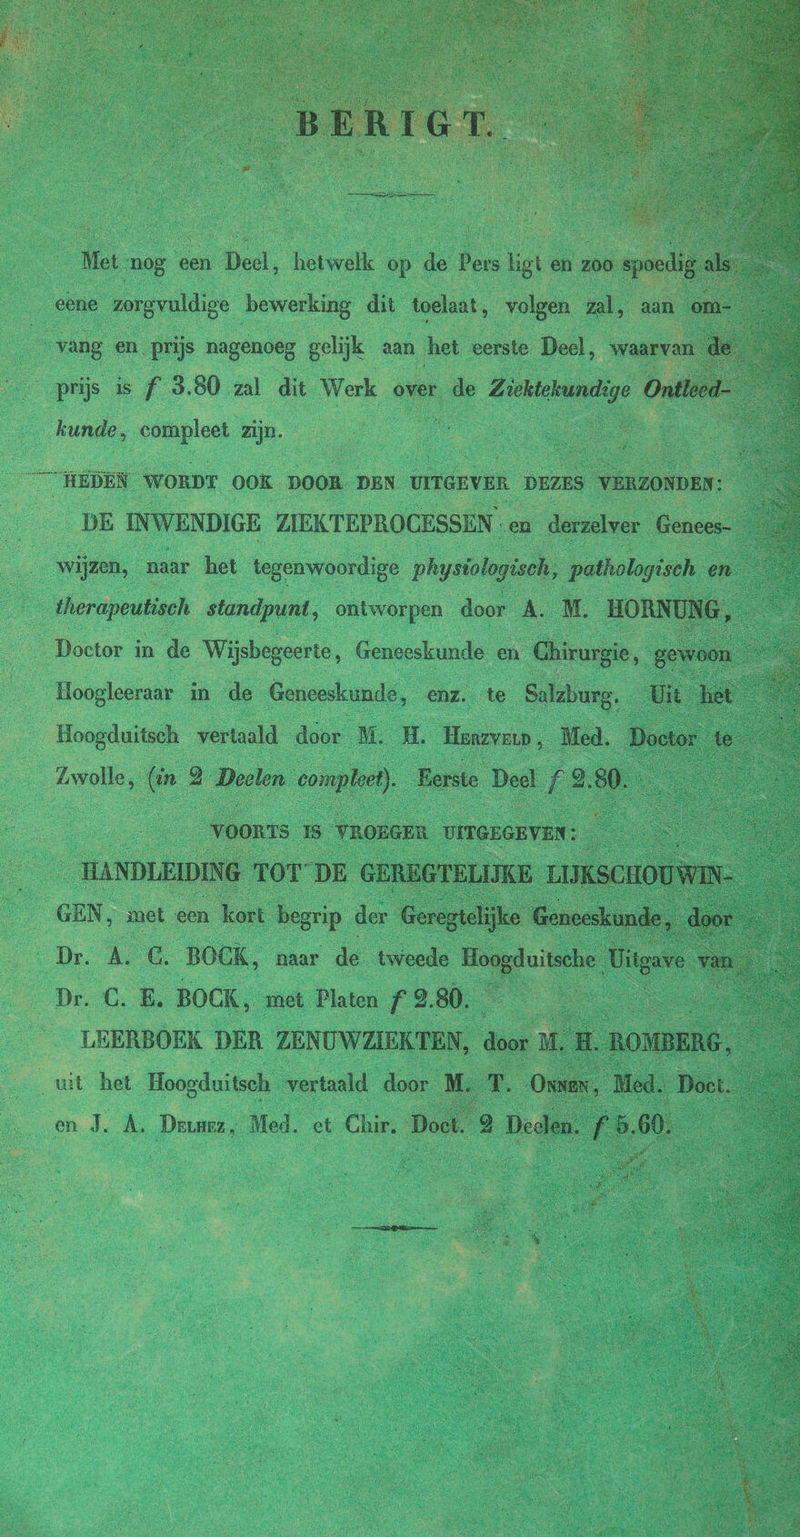 BERIGT.
Met nog een Deel, hetwelk op de Pers ligt en zoo spoedig als
eene zorgvuldige bewerking dit toelaat, volgen zal, aan om-
vang en prijs nagenoeg gelijk aan het eerste Deel, waarvan de
prijs is f 3.80 zal dit Werk over de Ziektekundige Ontleed-
kunde, compleet zijn.
HEDEN WORDT OOK DOOR DEN UITGEVER DEZES VERZONDEN:
DE INWENDIGE ZIEKTEPROCESSEN en derzelver Genees-
wijzen, naar het tegenwoordige physiologisch, pathologisch en
therapeutisch standpunt, ontworpen door A. M. HORNUNG,
Doctor in de Wijsbegeerte, Geneeskunde en Chirurgie, gewoon
Hoogleeraar in de Geneeskunde, enz. te Salzburg. Uit het
Hoogduitsch vertaald door M. H. HERZVELD, Med. Doctor te
Zwolle, (in 2 Deelen compleet). Eerste Deel f 2.80.
VOORTS IS VROEGER UITGEGEVEN:
HANDLEIDING TOT DE GEREGTELIJKE LIJKSCHOUWIN-
GEN, met een kort begrip der Geregtelijke Geneeskunde, door
Dr. A. C. BOCK, naar de tweede Hoogduitsche Uitgave van
Dr. C. E. BOCK, met Platen f 2.80.
LEERBOEK DER ZENUWZIEKTEN, door M. H. ROMBERG,
uit het Hoogduitsch vertaald door M. T. ONNEN, Med. Doct.
en J. A. DELHEZ, Med. et Chir. Doct. 2 Deelen. f 5.60.